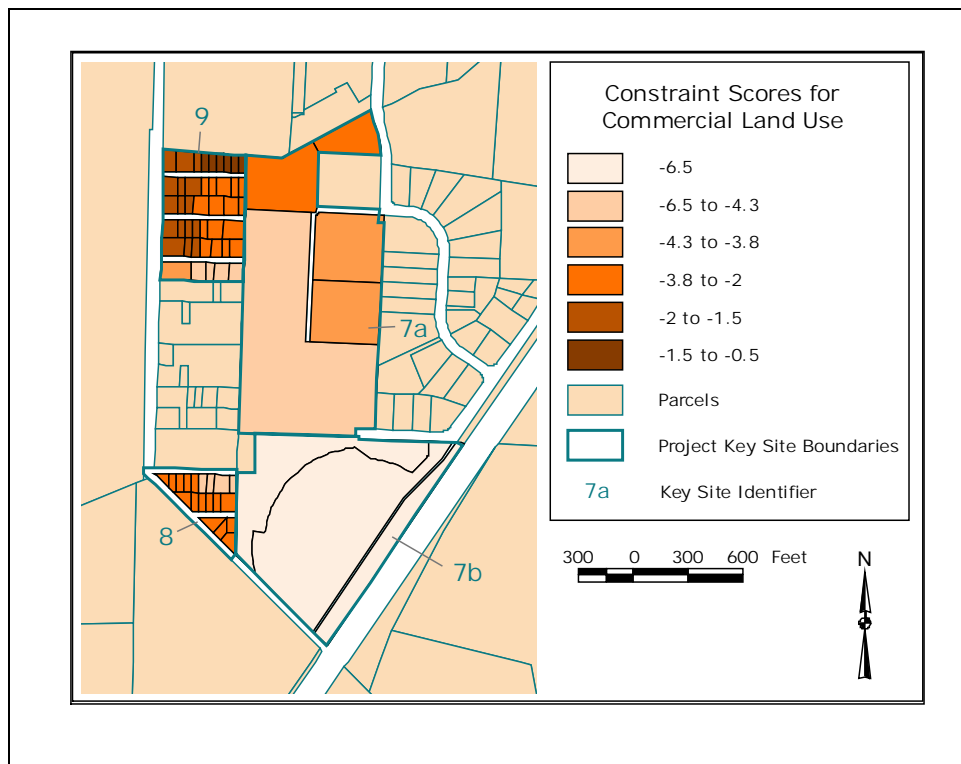 Constraint Scores for
Commercial Land Use
-6.5
-6.5 to -4.3
-4.3 to -3.8
-3.8 to -2
-2 to -1.5
-1.5 to -0.5
Parcels
Project Key Site Boundaries
7a Key Site Identifier
9
7a
8
7b
300 0 300 600 Feet
N